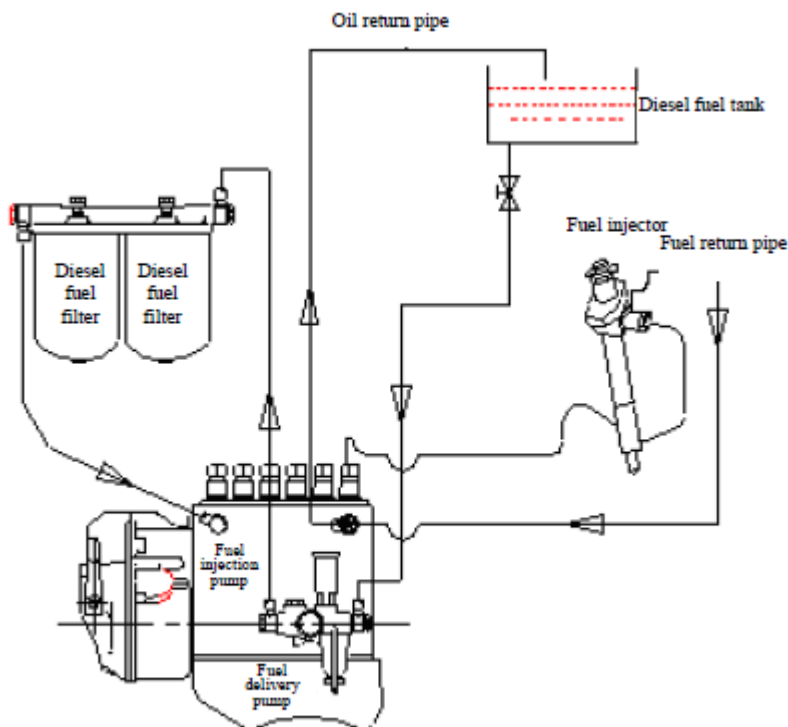 Oil return pipe
Diesel fuel tank
Fuel injector
Fuel return pipe
Diesel
fuel
filter
Diesel
fuel
filter
Fuel
injection
pump
Fuel
delivery
pump